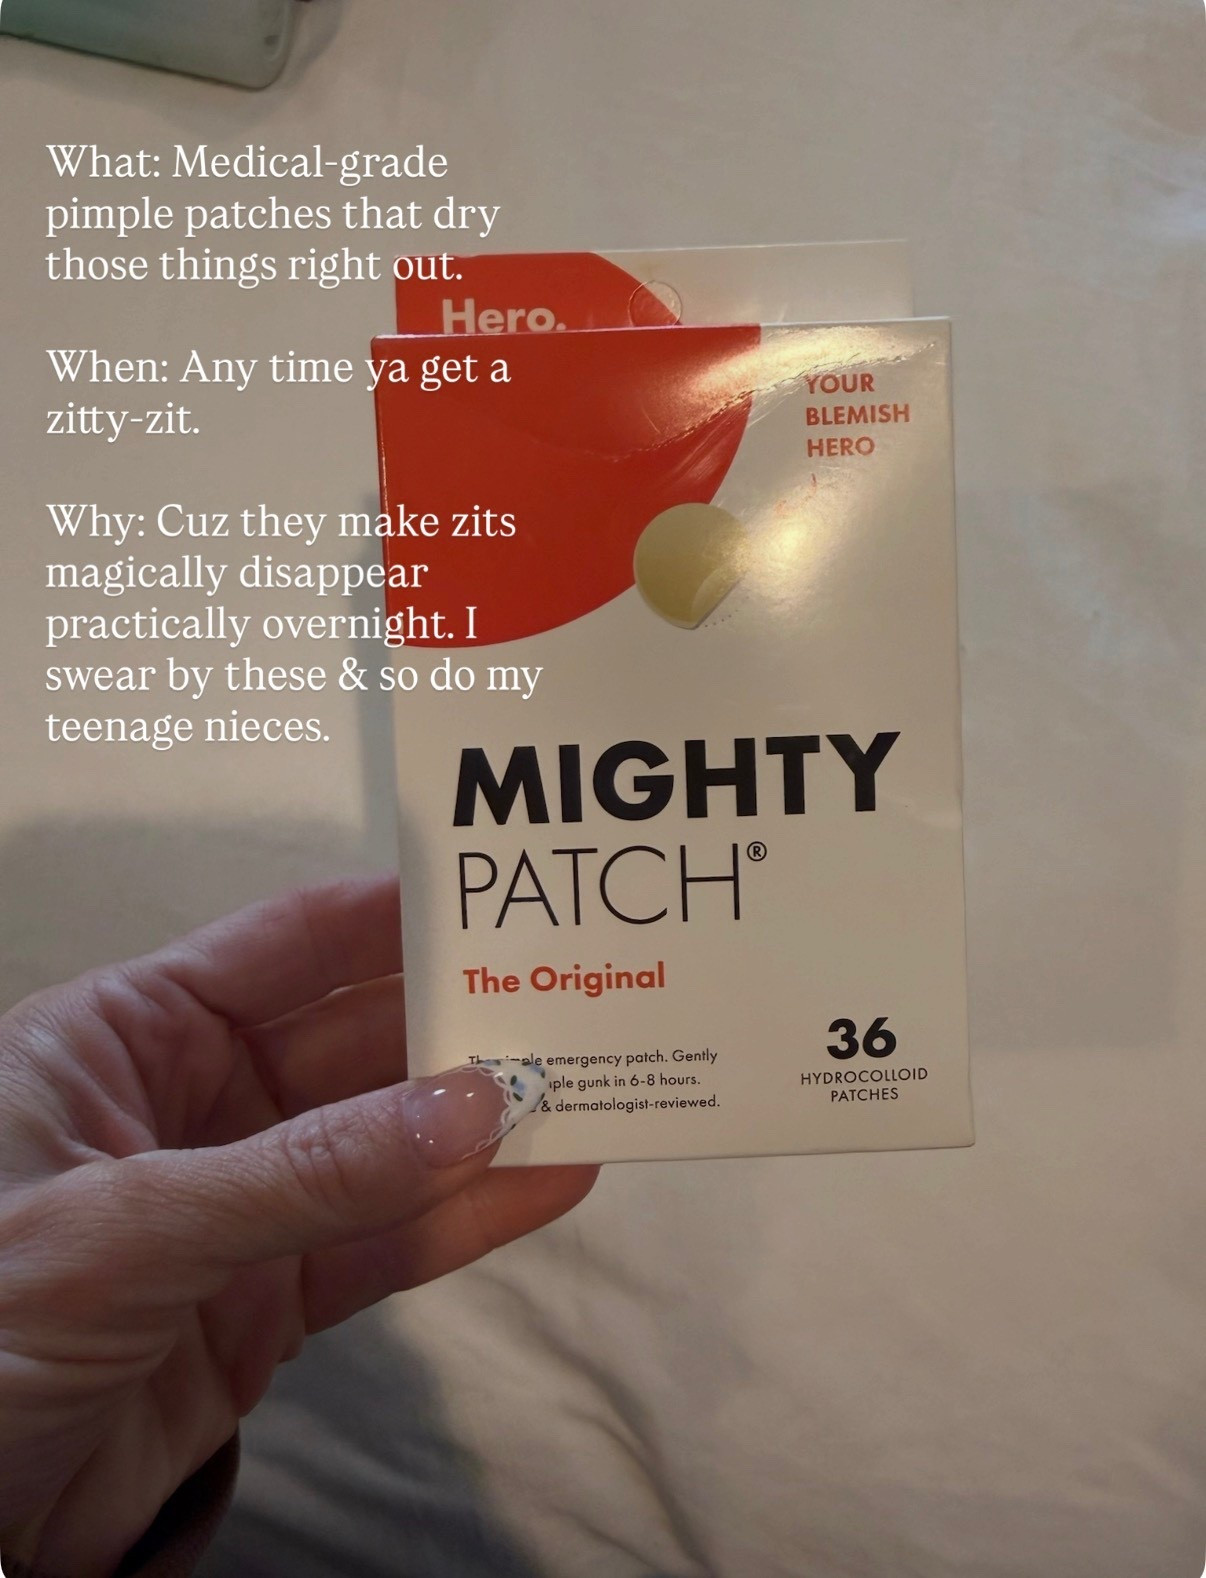 What: Medical-grade
pimple patches that dry
those things right out.
When: Any time ya get a
zitty-zit.
Why: Cuz they make zits
magically disappear
practically overnight. I
swear by these & so do my
teenage nieces.
Hero.
YOUR
BLEMISH
HERO
MIGHTY
PATCH®
The Original
emergency patch. Gently
gunk in 6-8 hours.
& dermatologist-reviewed.
36
HYDROCOLLOID
PATCHES